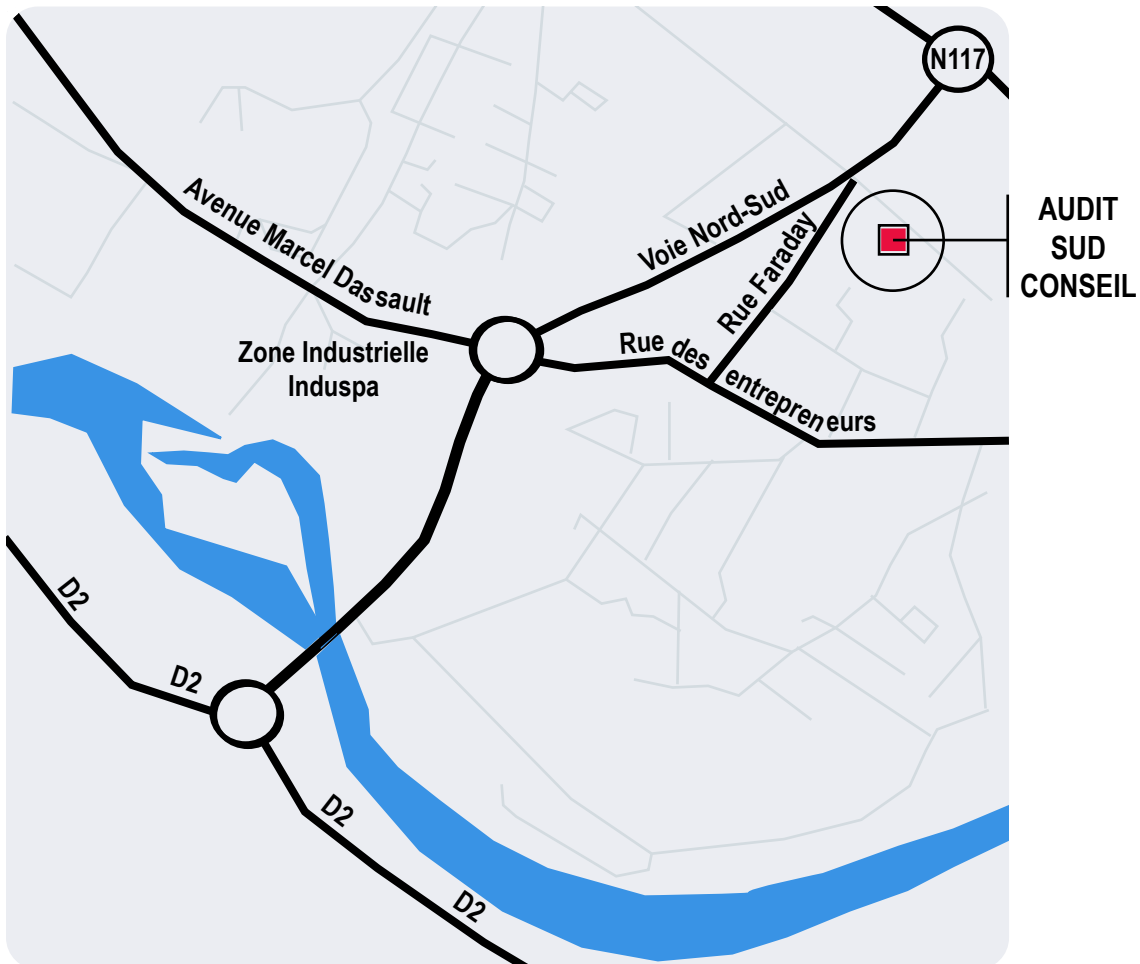 N117
AUDIT
SUD
CONSEIL
Avenue Marcel Dassault
Voie Nord-Sud
Rue Faraday
Rue des entrepreneurs
Zone Industrielle
Induspa
D2
D2
D2
D2